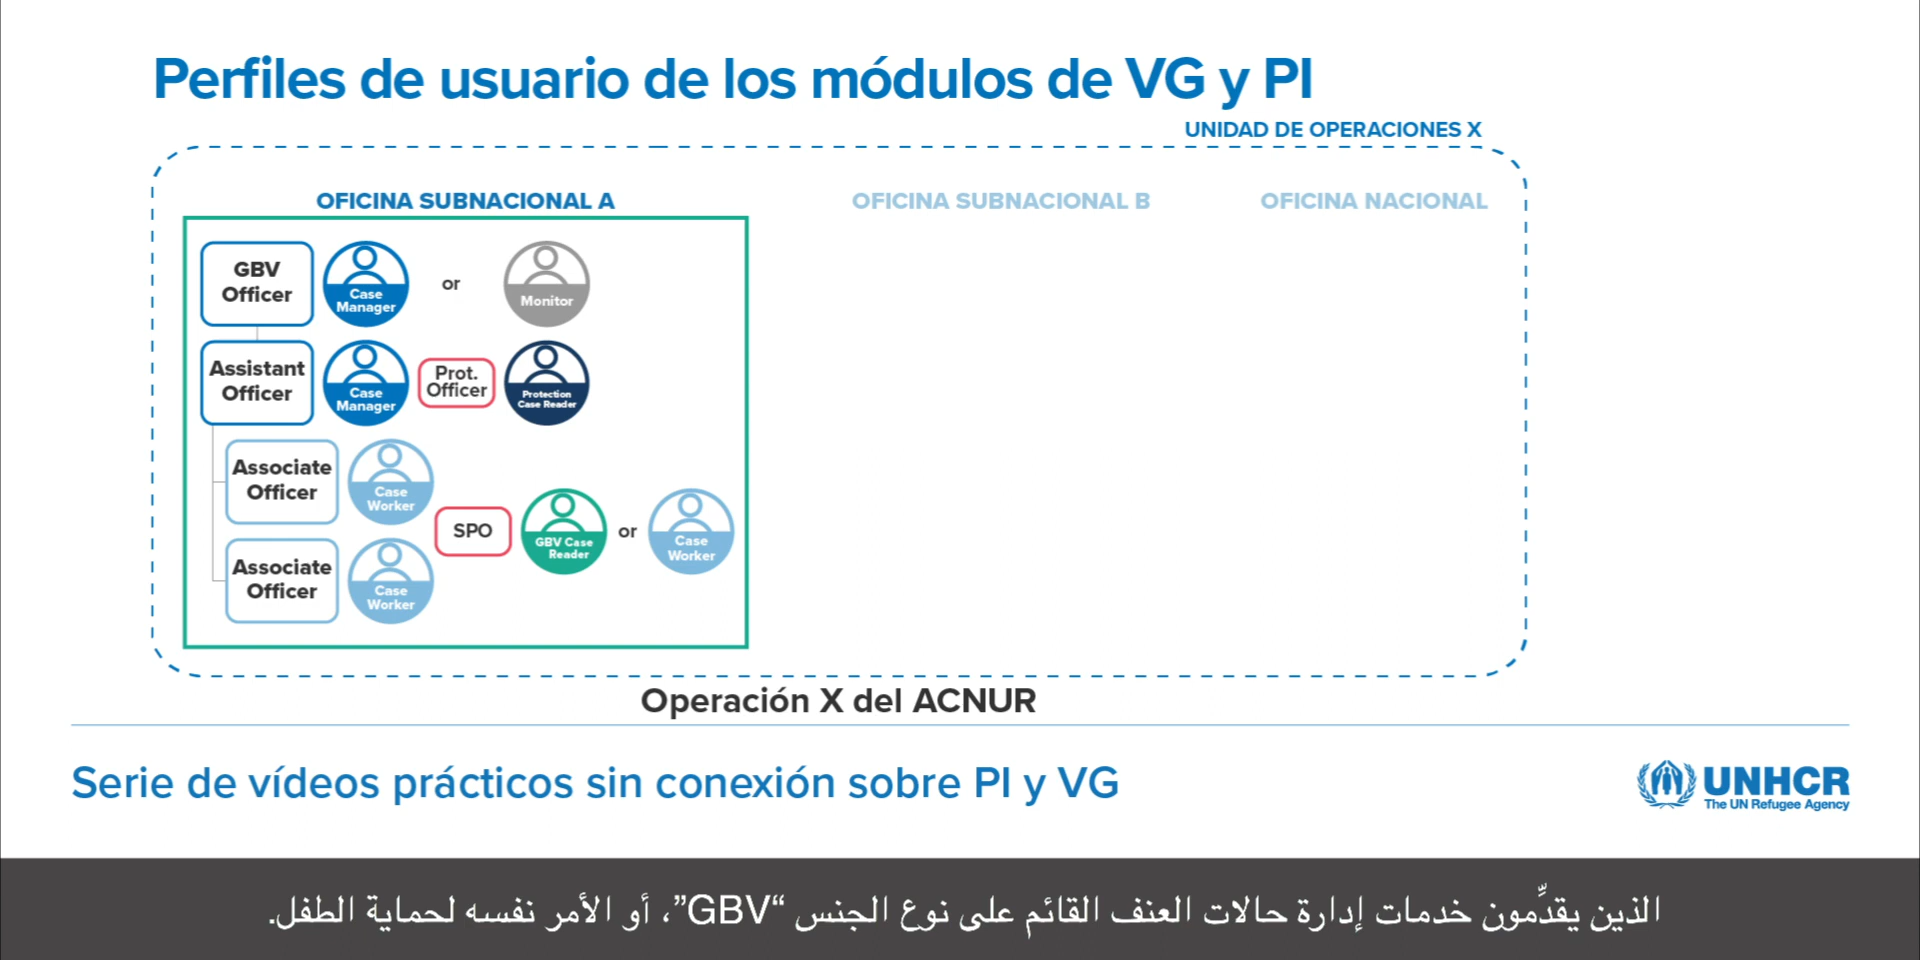 Perfiles de usuario de los módulos de VG y PI
UNIDAD DE OPERACIONES X
OFICINA SUBNACIONAL A
OFICINA SUBNACIONAL B
OFICINA NACIONAL
GBV
Officer
Case
Manager
or
Monitor
Assistant
Officer
Case
Manager
Prot.
Officer
Protection
Case Reader
Associate
Officer
Case
Worker
SPO
GBV Case
Reader
or
Case
Worker
Associate
Officer
Case
Worker
Operación X del ACNUR
Serie de vídeos prácticos sin conexión sobre PI y VG
UNHCR
The UN Refugee Agency
الذين يقدِّمون خدمات إدارة حالات العنف القائم على نوع الجنس “GBV”، أو الأمر نفسه لحماية الطفل.